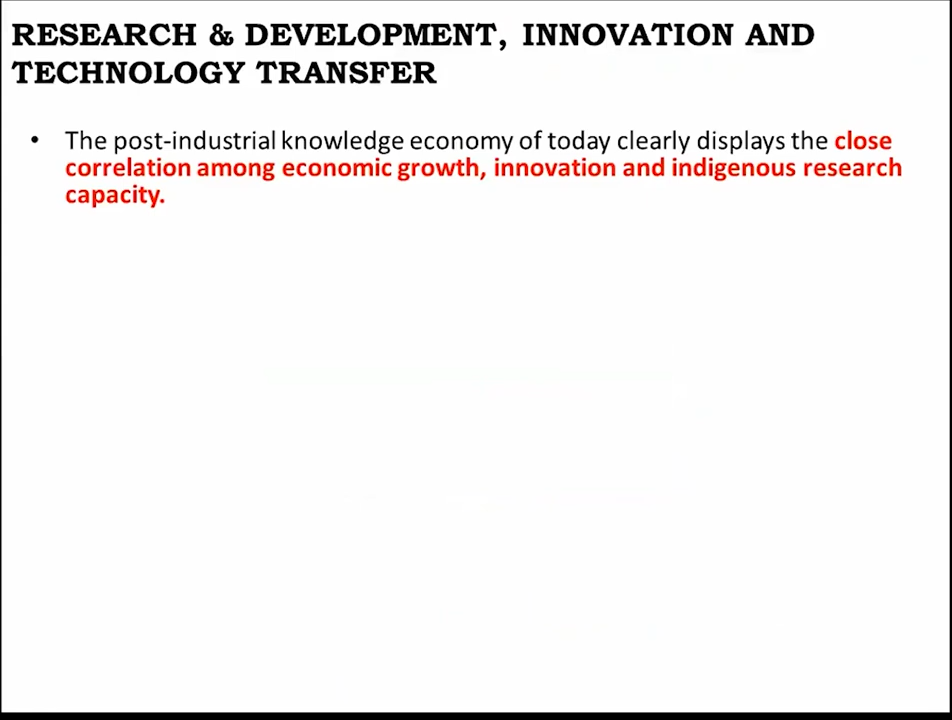 RESEARCH & DEVELOPMENT, INNOVATION AND
TECHNOLOGY TRANSFER
• The post-industrial knowledge economy of today clearly displays the close
correlation among economic growth, innovation and indigenous research
capacity.